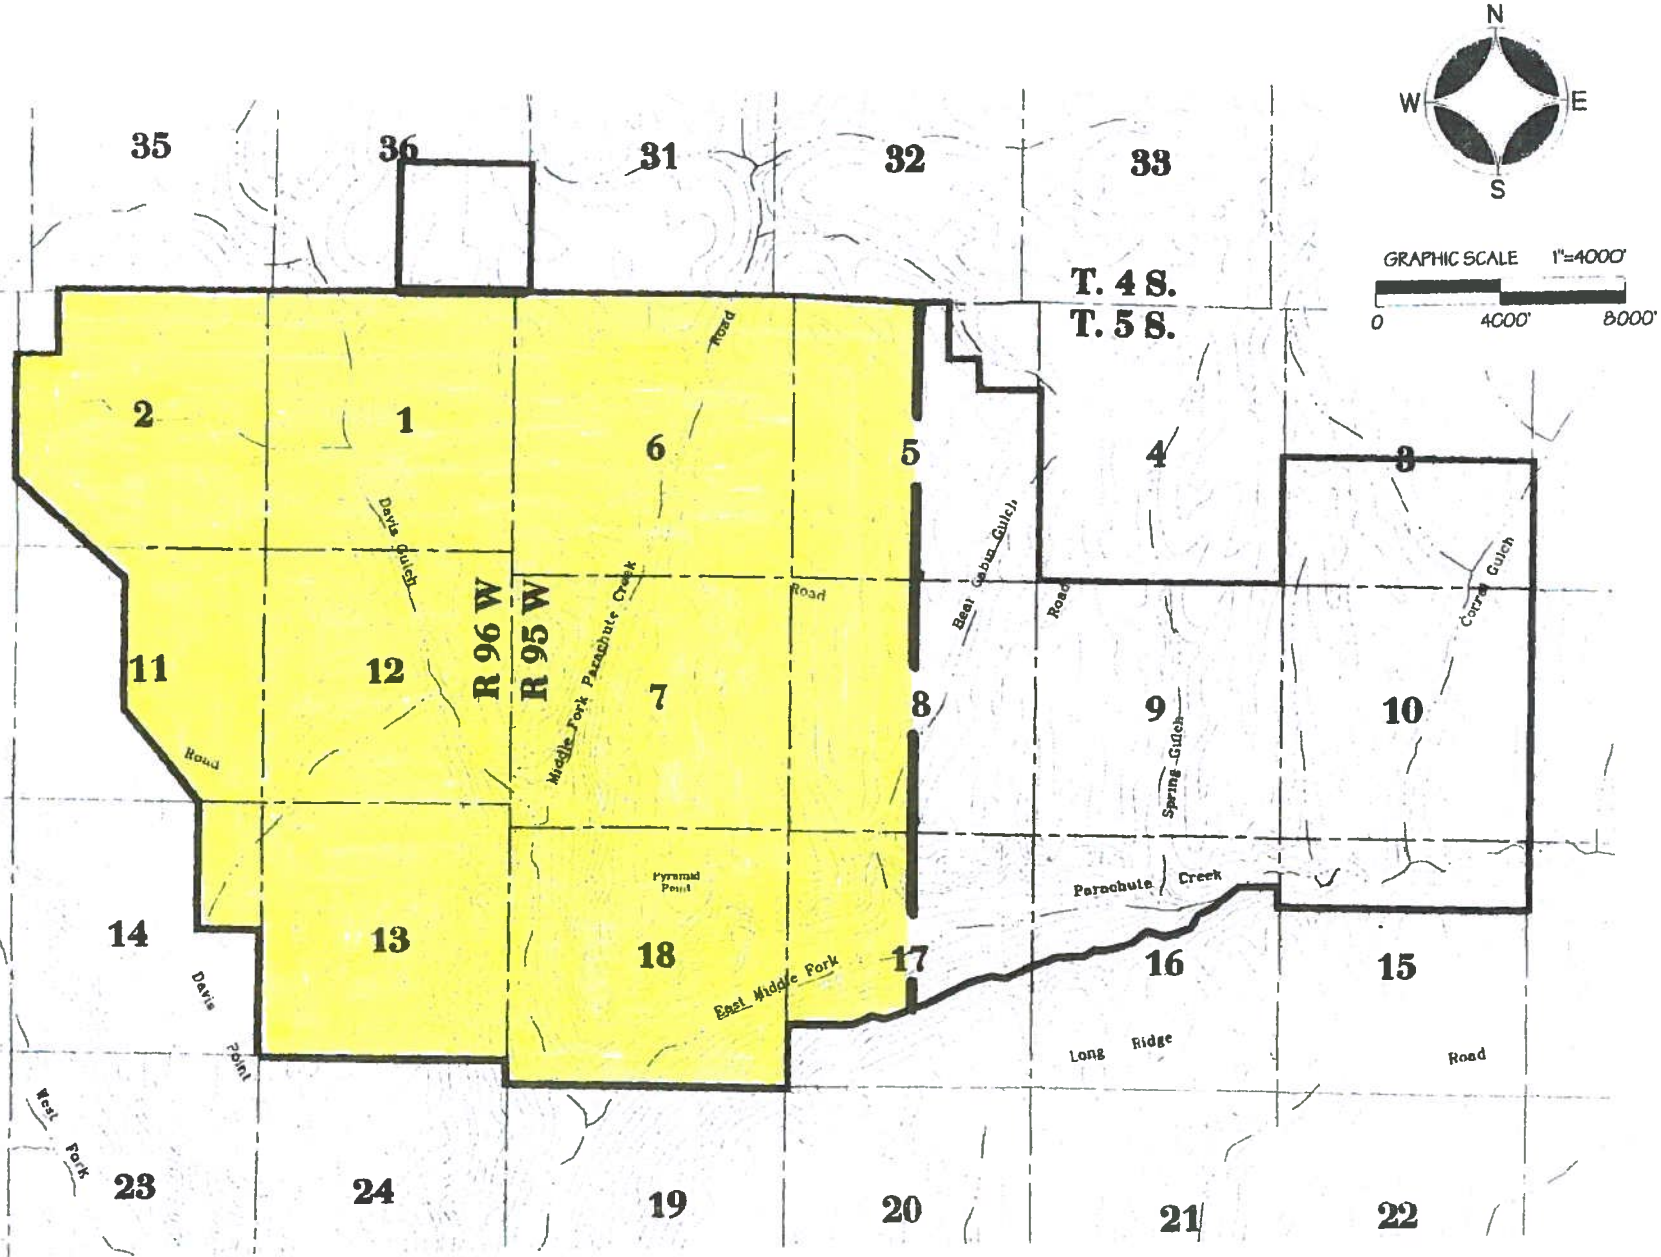 N
W E
S
GRAPHIC SCALE 1"=4000'
0 4000' 8000'
35 36 31 32 33
T. 4 S.
T. 5 S.
Road
2 1 6 5 4 3
Davis Gulch
Bear Cabin Gulch
Corral Gulch
R 96 W
R 95 W
Middle Fork Parachute Creek
Road
Road
11 12 7 8 9 10
Spring Gulch
Road
Pyramid
Point
Parachute Creek
14 13 18 17 16 15
East Middle Fork
Davis
Point
Long Ridge
Road
West
Fork
23 24 19 20 21 22